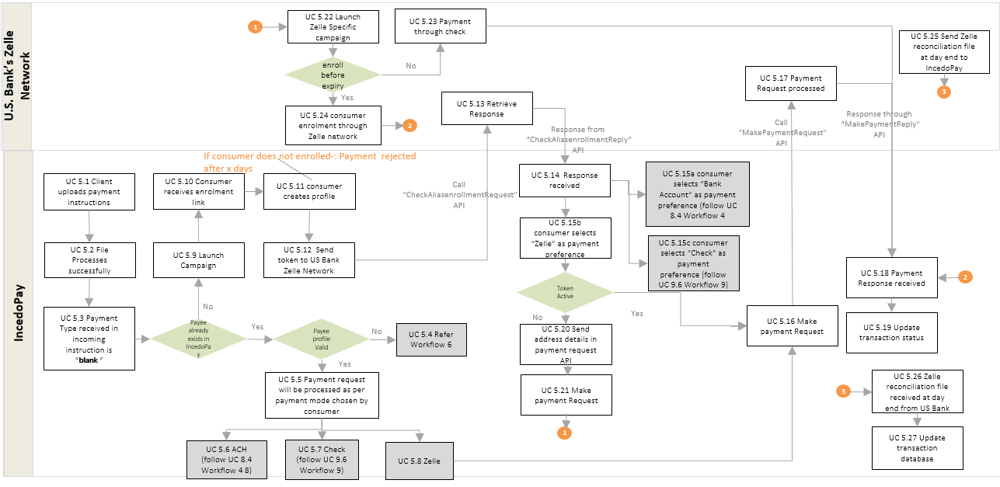 U.S. Bank's Zelle
Network
1
UC 5.22 Launch
Zelle Specific
campaign
UC 5.23 Payment
through check
enroll
before
expiry
No
Yes
UC 5.24 consumer
enrolment through
Zelle network
2
UC 5.13 Retrieve
Response
Response from
"CheckAliasenrollmentReply"
API
UC 5.17 Payment
Request processed
Call
"MakePaymentRequest"
API
Response through
"MakePaymentReply"
API
UC 5.25 Send Zelle
reconciliation file
at day end to
IncedoPay
3
IncedoPay
If consumer does not enrolled-: Payment rejected
after x days
UC 5.1 Client
uploads payment
instructions
UC 5.10 Consumer
receives enrolment
link
UC 5.11 consumer
creates profile
Call
"CheckAliasenrollmentRequest"
API
UC 5.14 Response
received
UC 5.15a consumer
selects "Bank
Account" as payment
preference (follow UC
8.4 Workflow 4
UC 5.2 File
Processes
successfully
UC 5.9 Launch
Campaign
UC 5.12 Send
token to US Bank
Zelle Network
UC 5.15b
consumer selects
"Zelle" as payment
preference
UC 5.15c consumer
selects "Check" as
payment
preference (follow
UC 9.6 Workflow 9)
UC 5.18 Payment
Response received
2
Token
Active
No
Yes
UC 5.3 Payment
Type received in
incoming
instruction is
"blank "
No
Payee
already
exists in
IncedoPa
y
Yes
Payee
profile
Valid
No
UC 5.4 Refer
Workflow 6
Yes
UC 5.20 Send
address details in
payment request
API
UC 5.16 Make
payment Request
UC 5.19 Update
transaction status
UC 5.5 Payment request
will be processed as per
payment mode chosen by
consumer
UC 5.21 Make
payment Request
1
3
UC 5.26 Zelle
reconciliation file
received at day
end from US Bank
UC 5.6 ACH
(follow UC 8.4
Workflow 4 8)
UC 5.7 Check
(follow UC 9.6
Workflow 9)
UC 5.8 Zelle
UC 5.27 Update
transaction
database